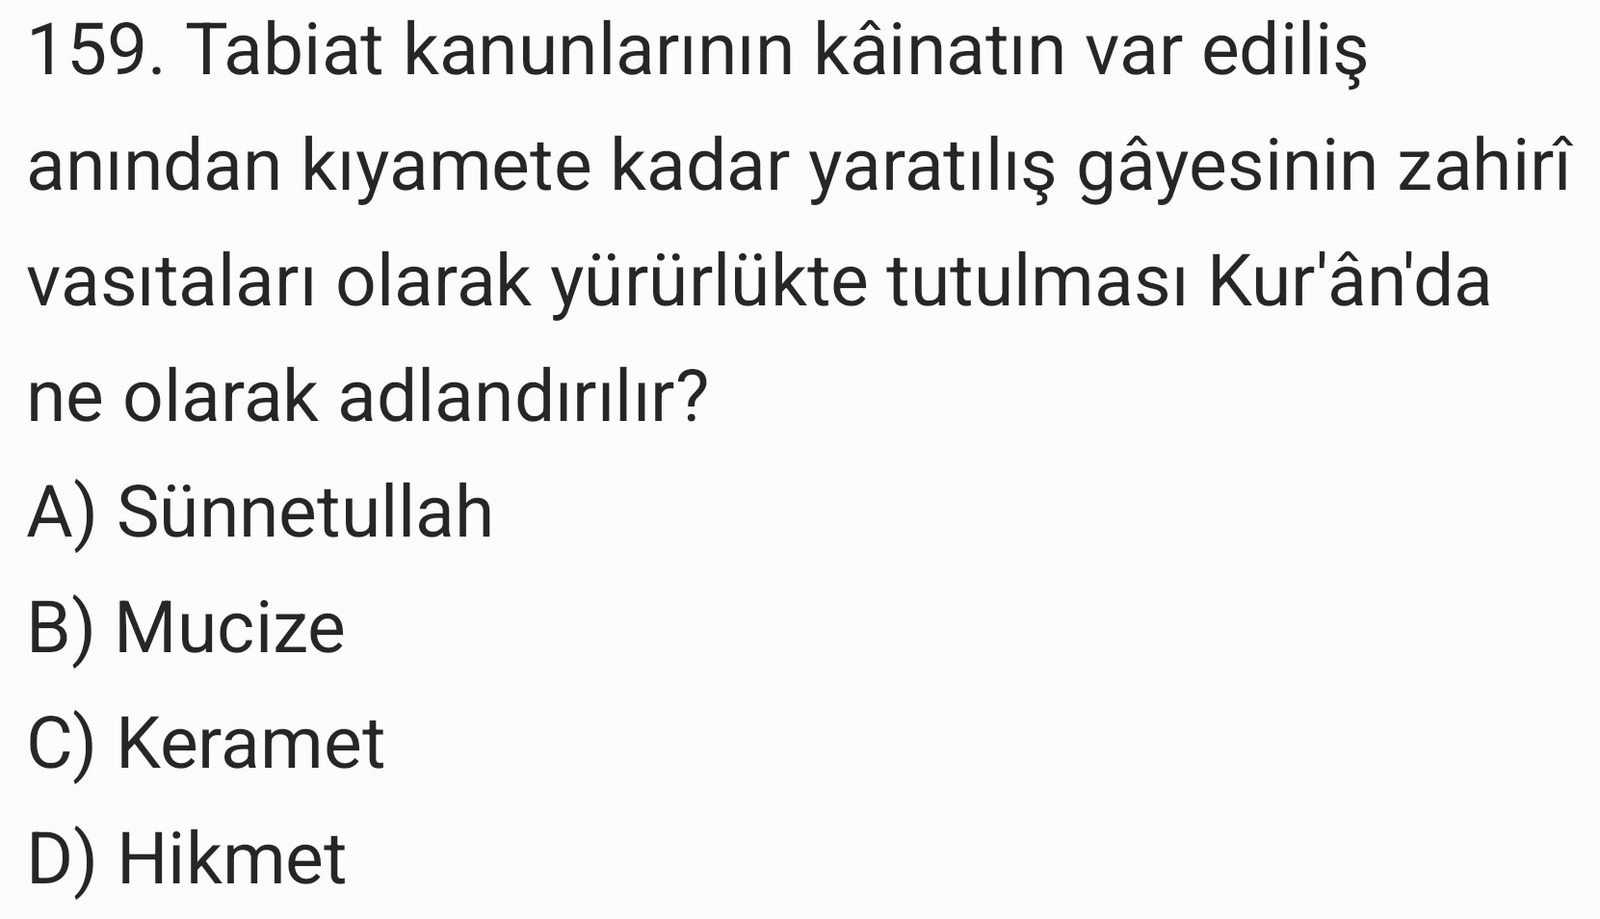 159. Tabiat kanunlarının kâinatın var ediliş
anından kıyamete kadar yaratılış gâyesinin zahirî
vasıtaları olarak yürürlükte tutulması Kur'ân'da
ne olarak adlandırılır?
A) Sünnetullah
B) Mucize
C) Keramet
D) Hikmet